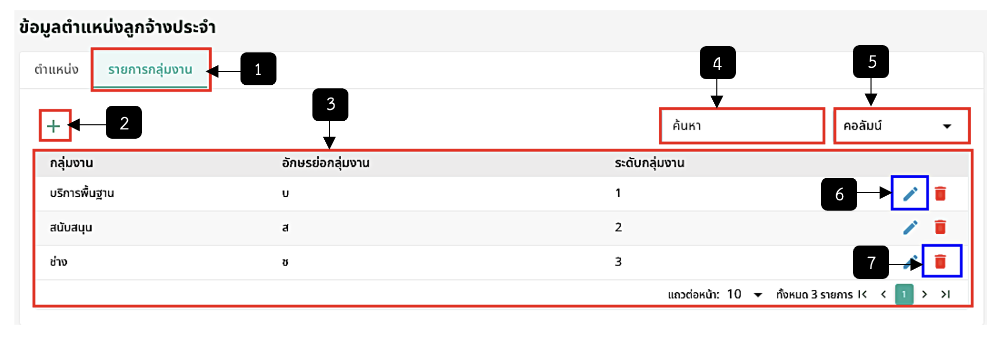 ข้อมูลตำแหน่งลูกจ้างประจำ
ตำแหน่ง รายการกลุ่มงาน 1 4 5
2 3 ค้นหา คอลัมน์
กลุ่มงาน อักษรย่อกลุ่มงาน ระดับกลุ่มงาน
บริการพื้นฐาน บ 1 6
สนับสนุน ส 2
ช่าง ช 3 7
แถวต่อหน้า: 10 ทั้งหมด 3 รายการ 1